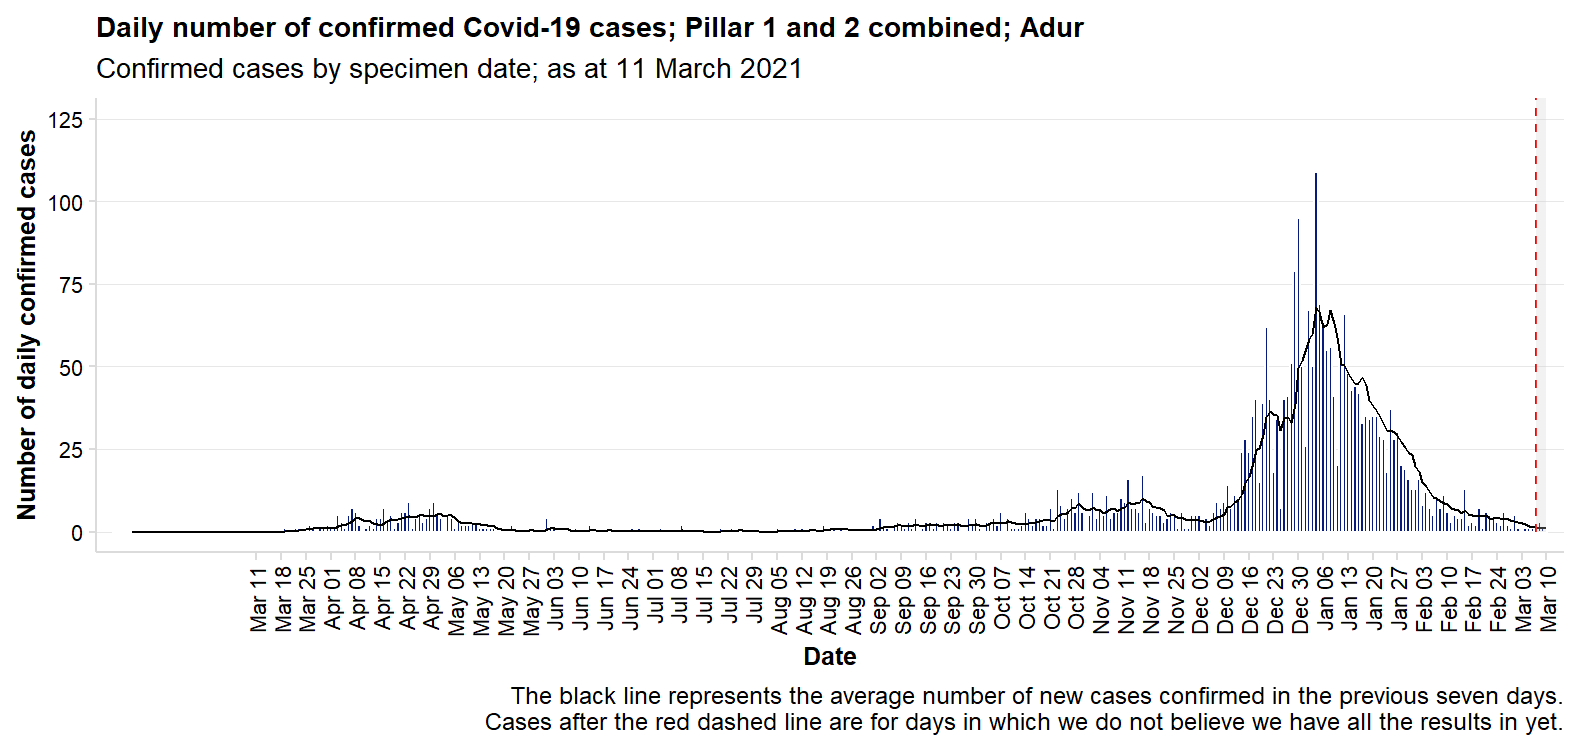 Daily number of confirmed Covid-19 cases; Pillar 1 and 2 combined; Adur
Confirmed cases by specimen date; as at 11 March 2021
Number of daily confirmed cases
125
100
75
50
25
0
Mar 11
Mar 18
Mar 25
Apr 01
Apr 08
Apr 15
Apr 22
Apr 29
May 06
May 13
May 20
May 27
Jun 03
Jun 10
Jun 17
Jun 24
Jul 01
Jul 08
Jul 15
Jul 22
Jul 29
Aug 05
Aug 12
Aug 19
Aug 26
Sep 02
Sep 09
Sep 16
Sep 23
Sep 30
Oct 07
Oct 14
Oct 21
Oct 28
Nov 04
Nov 11
Nov 18
Nov 25
Dec 02
Dec 09
Dec 16
Dec 23
Dec 30
Jan 06
Jan 13
Jan 20
Jan 27
Feb 03
Feb 10
Feb 17
Feb 24
Mar 03
Mar 10
Date
The black line represents the average number of new cases confirmed in the previous seven days.
Cases after the red dashed line are for days in which we do not believe we have all the results in yet.